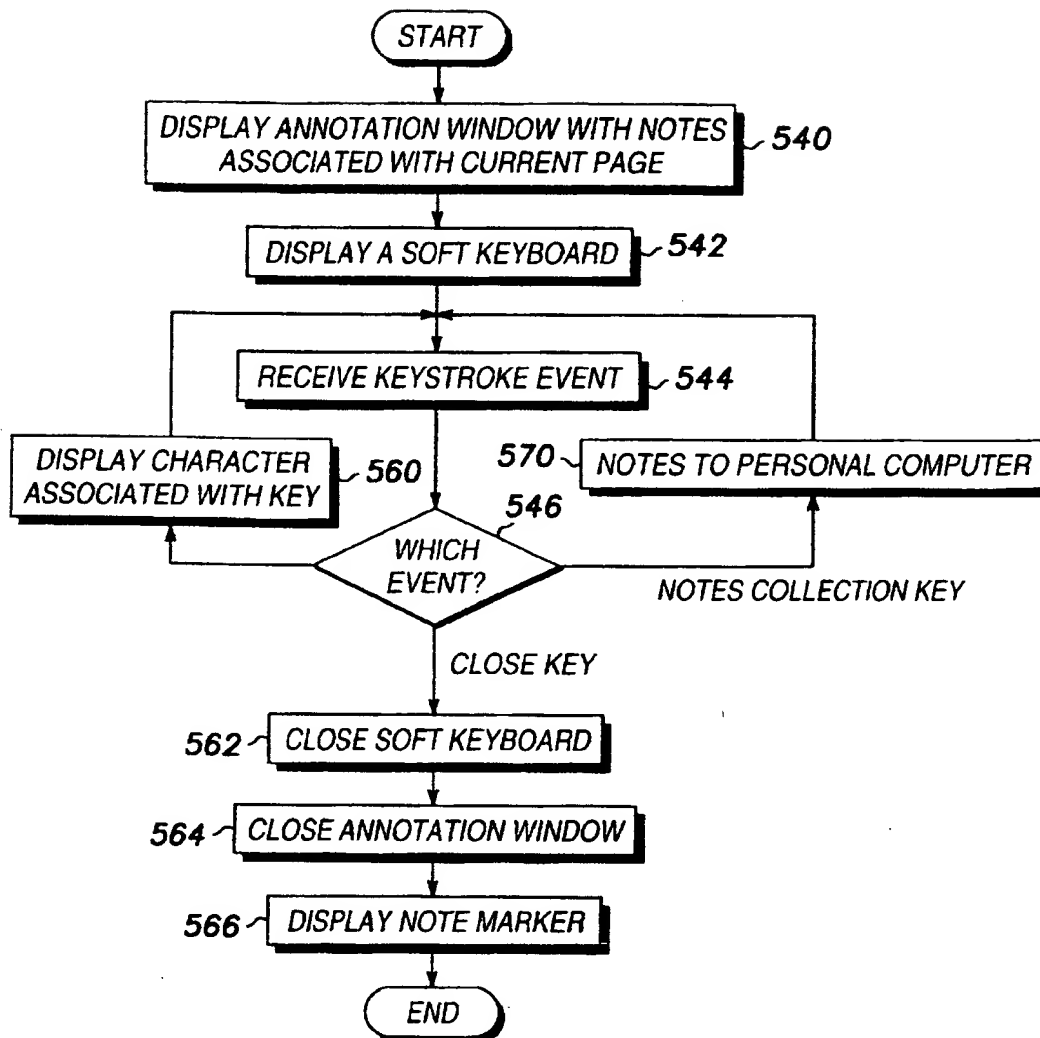 START
DISPLAY ANNOTATION WINDOW WITH NOTES
ASSOCIATED WITH CURRENT PAGE
540
DISPLAY A SOFT KEYBOARD
542
RECEIVE KEYSTROKE EVENT
544
DISPLAY CHARACTER
ASSOCIATED WITH KEY
560
570
NOTES TO PERSONAL COMPUTER
546
WHICH
EVENT?
NOTES COLLECTION KEY
CLOSE KEY
562
CLOSE SOFT KEYBOARD
564
CLOSE ANNOTATION WINDOW
566
DISPLAY NOTE MARKER
END